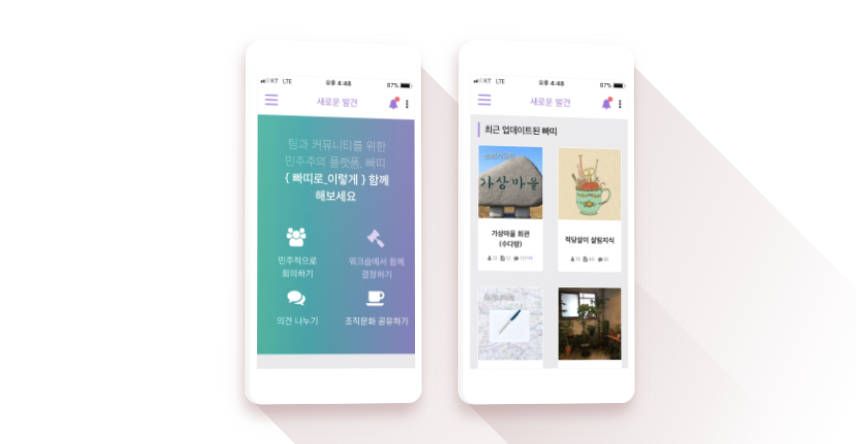 KT LTE
오후 4:48
87%
새로운 발견
팀과 커뮤니티를 위한
민주주의 플랫폼, 빠띠
{ 빠띠로_이렇게 } 함께
해보세요
민주적으로
회의하기
워크숍에서 함께
결정하기
의견 나누기
조직문화 공유하기
KT LTE
오후 4:48
87%
새로운 발견
최근 업데이트된 빠띠
가상마을
가상마을 회관
(수다방)
적당살이 살림지식